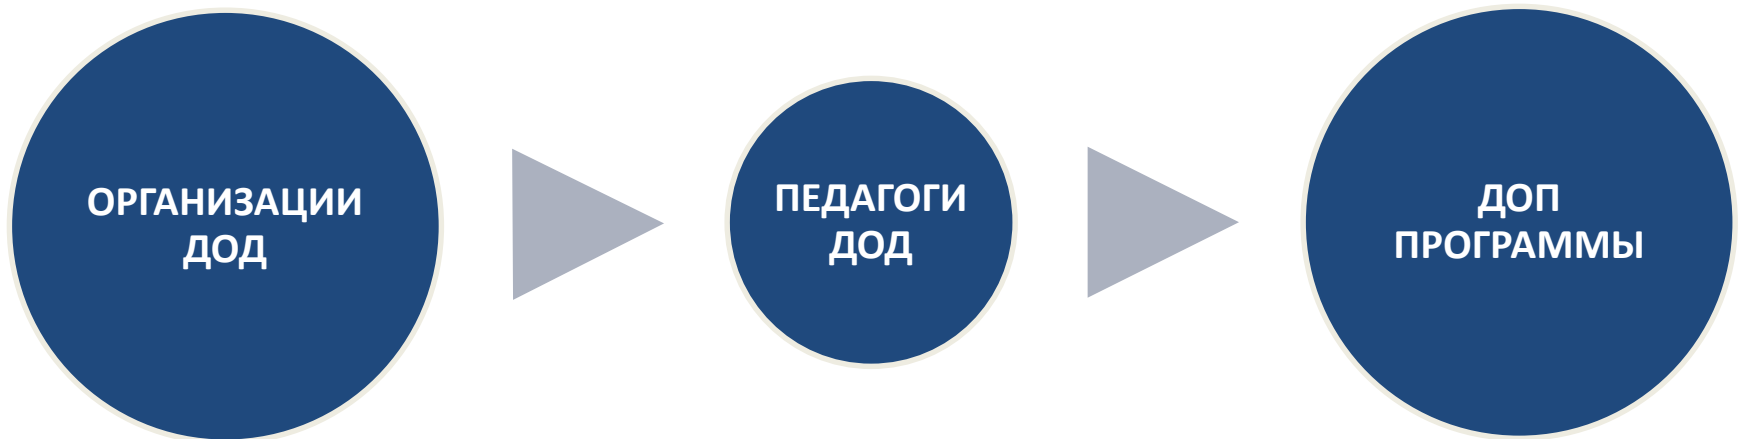 ОРГАНИЗАЦИИ
ДОД
ПЕДАГОГИ
ДОД
ДОП
ПРОГРАММЫ